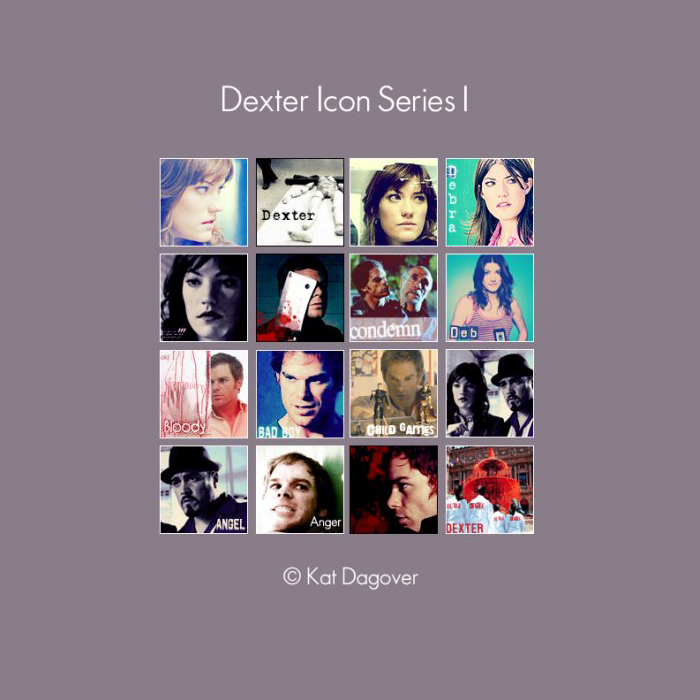 Dexter Icon Series I
Dexter
Debra
condemn
Deb
Bloody
BAD BOY
CHILD GAMES
ANGEL
Anger
DEXTER
© Kat Dagover